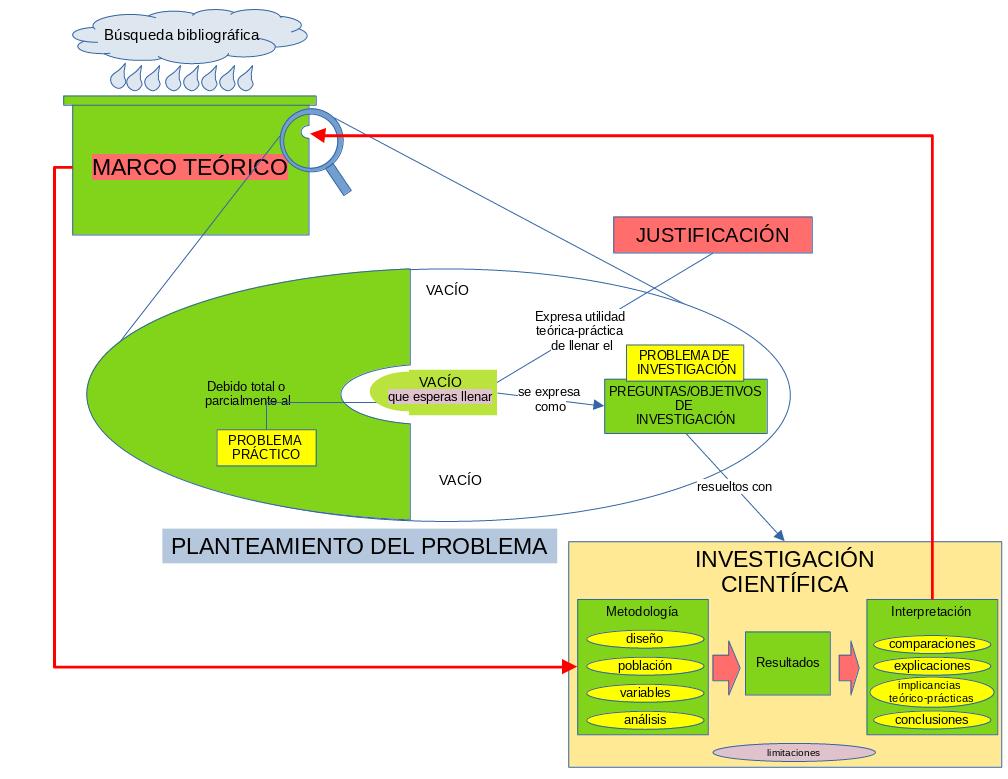 Búsqueda bibliográfica
MARCO TEÓRICO
JUSTIFICACIÓN
VACÍO
Expresa utilidad
teórica-práctica
de llenar el
PROBLEMA DE
INVESTIGACIÓN
VACÍO
que esperas llenar
se expresa
como
PREGUNTAS/OBJETIVOS
DE
INVESTIGACIÓN
Debido total o
parcialmente al
PROBLEMA
PRÁCTICO
VACÍO
resueltos con
PLANTEAMIENTO DEL PROBLEMA
INVESTIGACIÓN
CIENTÍFICA
Metodología
diseño
población
variables
análisis
Resultados
Interpretación
comparaciones
explicaciones
implicancias
teórico-prácticas
conclusiones
limitaciones